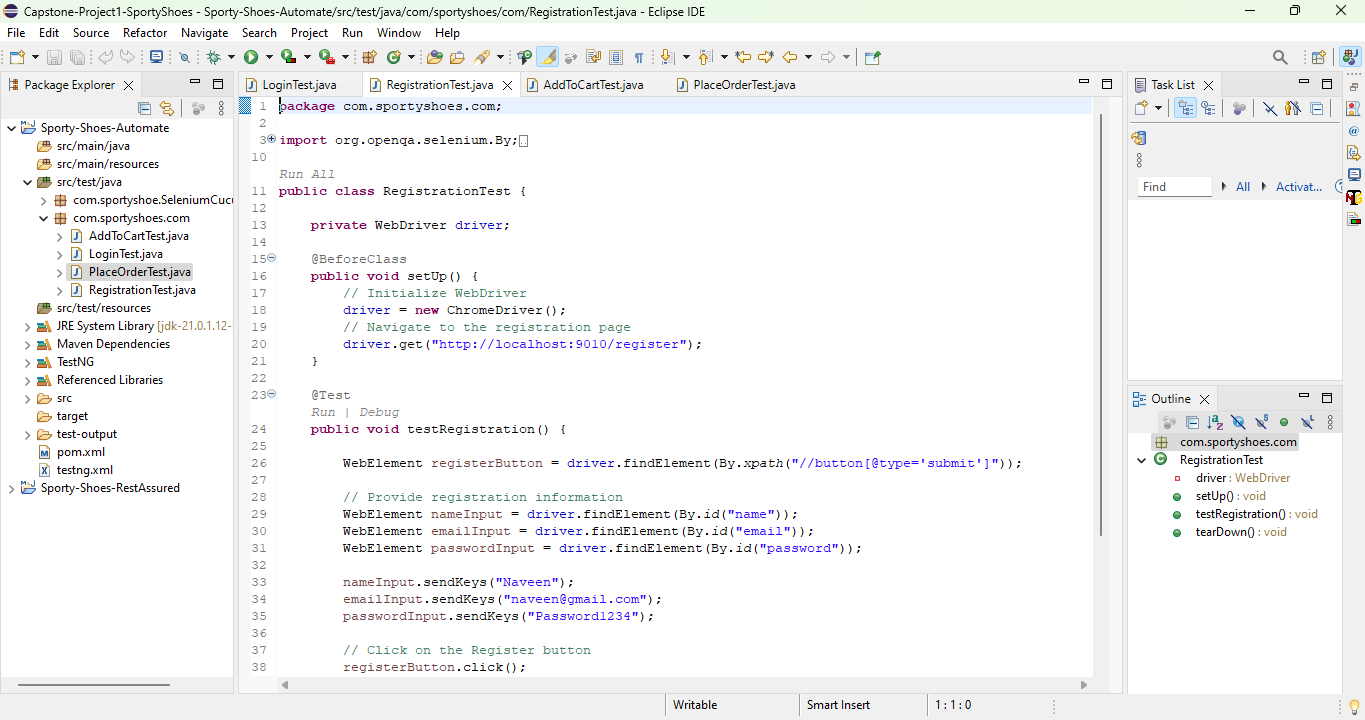 Capstone-Project1-SportyShoes - Sporty-Shoes-Automate/src/test/java/com/sportyshoes/com/RegistrationTest.java - Eclipse IDE
File Edit Source Refactor Navigate Search Project Run Window Help
Package Explorer
Sporty-Shoes-Automate
src/main/java
src/main/resources
src/test/java
com.sportyshoe.SeleniumCucu
com.sportyshoes.com
AddToCartTest.java
LoginTest.java
PlaceOrderTest.java
RegistrationTest.java
src/test/resources
JRE System Library [jdk-21.0.1.12-
Maven Dependencies
TestNG
Referenced Libraries
src
target
test-output
pom.xml
testng.xml
Sporty-Shoes-RestAssured
LoginTest.java RegistrationTest.java AddToCartTest.java PlaceOrderTest.java
1 package com.sportyshoes.com;
2
3 import org.openqa.selenium.By;
10
Run All
11 public class RegistrationTest {
12
13 private WebDriver driver;
14
15 @BeforeClass
16 public void setUp() {
17 // Initialize WebDriver
18 driver = new ChromeDriver();
19 // Navigate to the registration page
20 driver.get("http://localhost:9010/register");
21 }
22
23 @Test
Run | Debug
24 public void testRegistration() {
25
26 WebElement registerButton = driver.findElement(By.xpath("//button[@type='submit']"));
27
28 // Provide registration information
29 WebElement nameInput = driver.findElement(By.id("name"));
30 WebElement emailInput = driver.findElement(By.id("email"));
31 WebElement passwordInput = driver.findElement(By.id("password"));
32
33 nameInput.sendKeys("Naveen");
34 emailInput.sendKeys("naveen@gmail.com");
35 passwordInput.sendKeys("Password1234");
36
37 // Click on the Register button
38 registerButton.click();
Task List
Find All Activat...
Outline
com.sportyshoes.com
RegistrationTest
driver : WebDriver
setUp() : void
testRegistration() : void
tearDown() : void
Writable Smart Insert 1 : 1 : 0